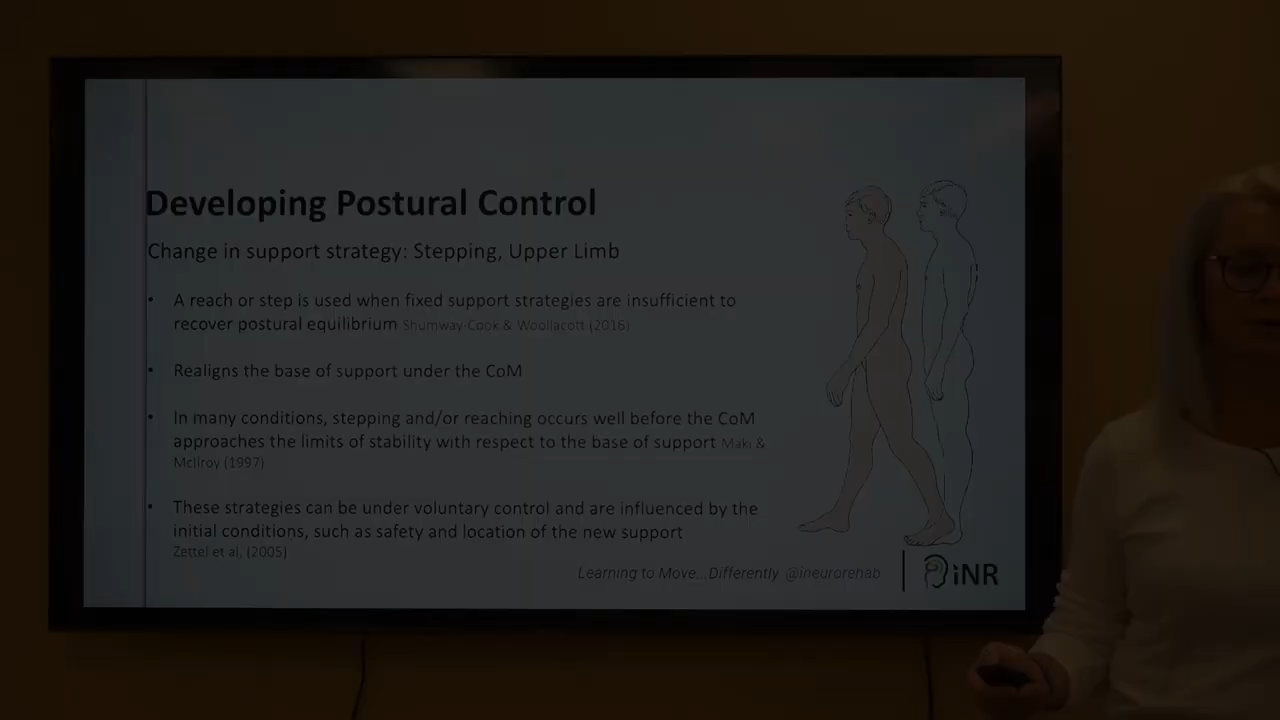 Developing Postural Control
Change in support strategy: Stepping, Upper Limb
• A reach or step is used when fixed support strategies are insufficient to
recover postural equilibrium Shumway-Cook & Woollacott (2016)
• Realigns the base of support under the CoM
• In many conditions, stepping and/or reaching occurs well before the CoM
approaches the limits of stability with respect to the base of support Maki &
McIlroy (1997)
• These strategies can be under voluntary control and are influenced by the
initial conditions, such as safety and location of the new support
Zettel et al, (2005)
Learning to Move...Differently @ineurorehab
iNR